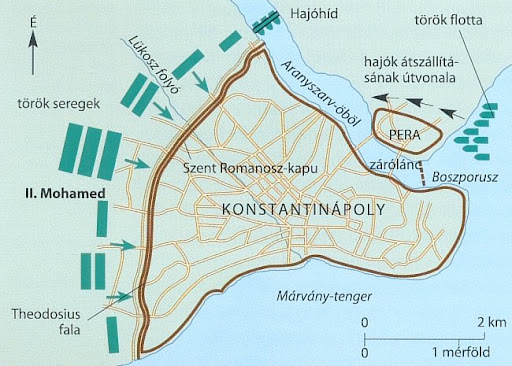 É
Hajóhíd
török flotta
Lükosz folyó
Aranyszarv-öböl
hajók átszállítá-
sának útvonala
török seregek
PERA
zárólánc
Szent Romanosz-kapu
Boszporusz
II. Mohamed
KONSTANTINÁPOLY
Márvány-tenger
Theodosius
fala
0 2 km
0 1 mérföld